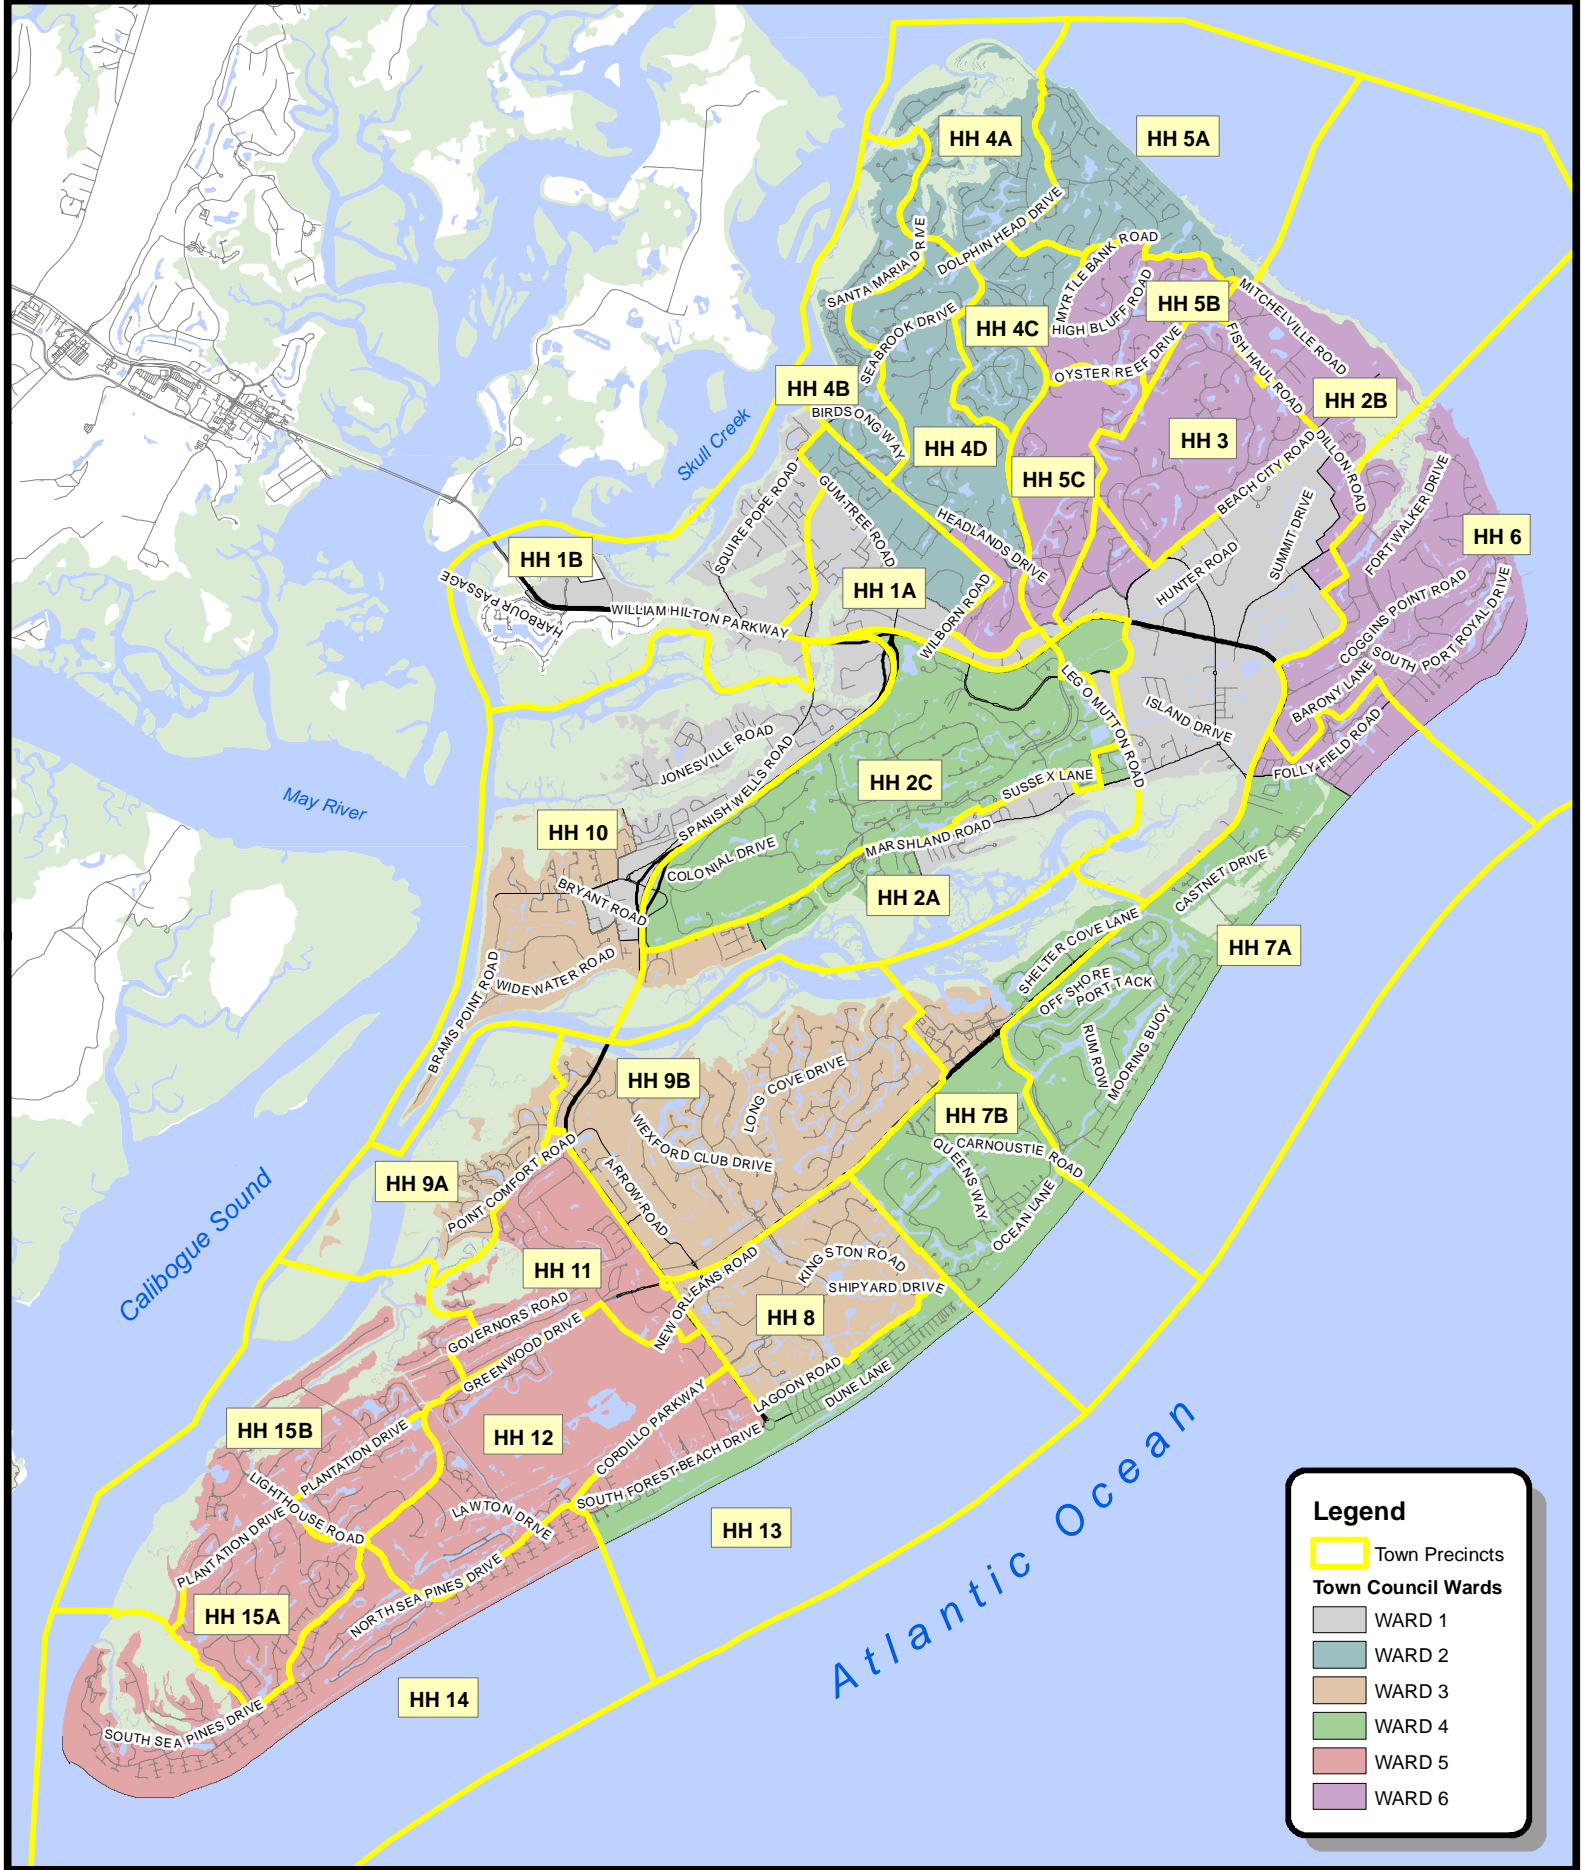 HH 4A
HH 5A
DOLPHIN HEAD DRIVE
SANTA MARIA DRIVE
MYRTLE BANK ROAD
HIGH BLUFF ROAD
HH 5B
MITCHELVILLE ROAD
HH 4C
SEABROOK DRIVE
FISH HAUL ROAD
OYSTER REEF DRIVE
HH 4B
HH 2B
BIRDSONG WAY
HH 3
HH 4D
DILLON ROAD
BEACH CITY ROAD
Skull Creek
HH 5C
SQUIRE POPE ROAD
GUM TREE ROAD
FORT WALKER DRIVE
HEADLANDS DRIVE
SUMMIT DRIVE
HH 6
HH 1B
HUNTER ROAD
HARBOUR PASSAGE
HH 1A
WILLIAM HILTON PARKWAY
WILBORN ROAD
COGGINS POINT ROAD
SOUTH PORT ROYAL DRIVE
BARONY LANE
LEG O MUTTON ROAD
ISLAND DRIVE
FOLLY FIELD ROAD
JONESVILLE ROAD
HH 2C
SUSSEX LANE
SPANISH WELLS ROAD
May River
HH 10
MARSHLAND ROAD
COLONIAL DRIVE
BRYANT ROAD
HH 2A
CASTNET DRIVE
SHELTER COVE LANE
HH 7A
WIDEWATER ROAD
BRAMS POINT ROAD
OFF SHORE
PORT TACK
RUM ROW
MOORING BUOY
HH 9B
LONG COVE DRIVE
HH 7B
WEXFORD CLUB DRIVE
CARNOUSTIE ROAD
QUEENS WAY
OCEAN LANE
HH 9A
POINT COMFORT ROAD
ARROW ROAD
Calibogue Sound
HH 11
KINGSTON ROAD
SHIPYARD DRIVE
NEW ORLEANS ROAD
HH 8
GOVERNORS ROAD
GREENWOOD DRIVE
LAGOON ROAD
DUNE LANE
CORDILLO PARKWAY
HH 15B
HH 12
PLANTATION DRIVE
SOUTH FOREST BEACH DRIVE
LIGHTHOUSE ROAD
LAWTON DRIVE
HH 13
PLANTATION DRIVE
NORTH SEA PINES DRIVE
HH 15A
Atlantic Ocean
HH 14
SOUTH SEA PINES DRIVE
Legend
Town Precincts
Town Council Wards
WARD 1
WARD 2
WARD 3
WARD 4
WARD 5
WARD 6